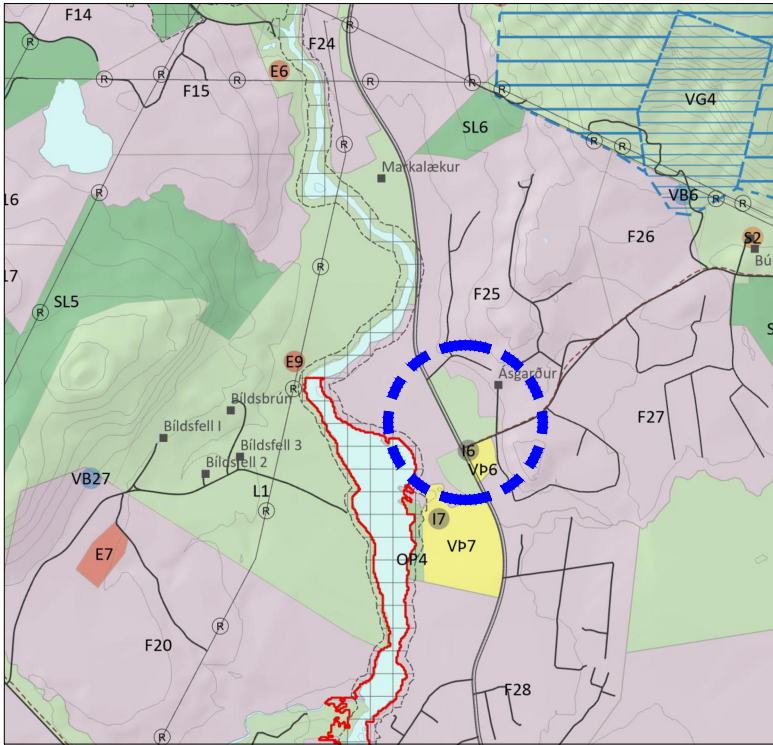 F14
F24
R
R
E6
R
R
R
R
R
F15
VG4
SL6
R
R
R
Markalækur
R
VB6
R
R
16
F26
S2
Bú
17
R
F25
SL5
R
S
E9
R
Ásgarður
Bíldsbrún
F27
Bíldsfell I
I6
Bíldsfell 3
VÞ6
Bíldsfell 2
VB27
L1
R
I7
E7
OP4
VÞ7
R
F20
F28
R